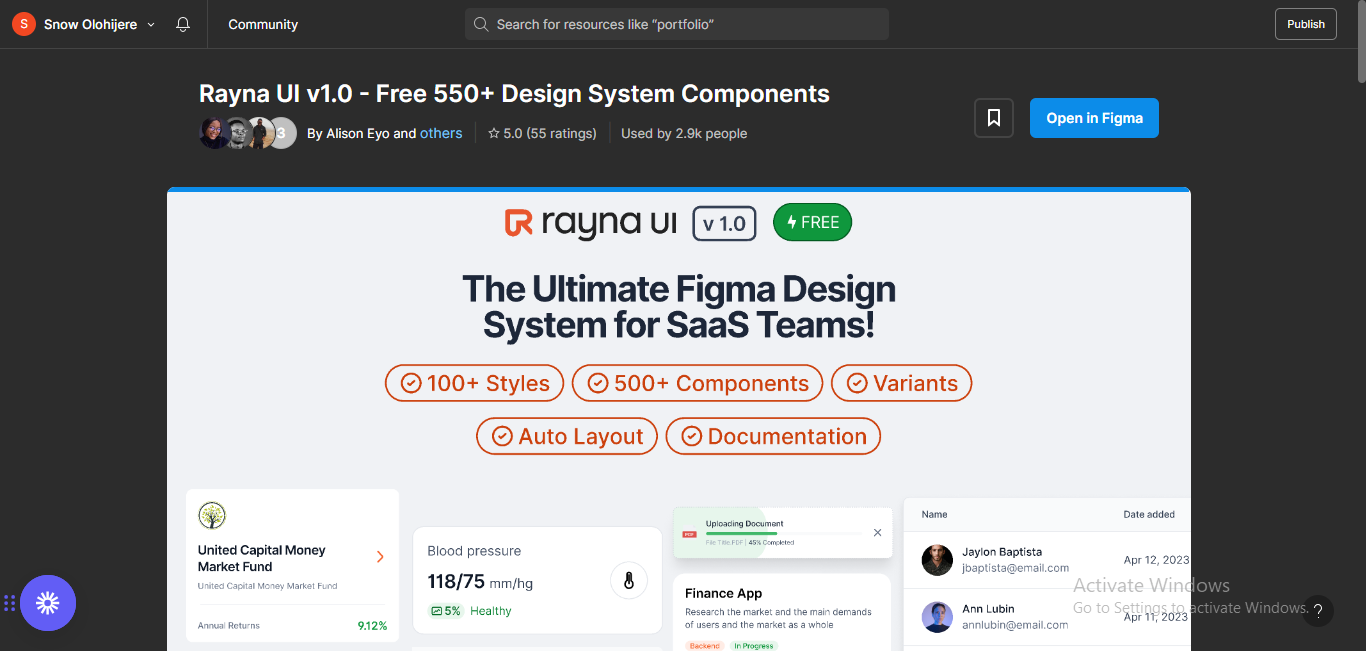 S Snow Olohijere
Community
Search for resources like “portfolio”
Publish
Rayna UI v1.0 - Free 550+ Design System Components
3
By Alison Eyo and others
5.0 (55 ratings)
Used by 2.9k people
Open in Figma
rayna UI v 1.0 FREE
The Ultimate Figma Design
System for SaaS Teams!
100+ Styles
500+ Components
Variants
Auto Layout
Documentation
United Capital Money
Market Fund
United Capital Money Market Fund
Annual Returns
9.12%
Blood pressure
118/75 mm/hg
5% Healthy
PDF
Uploading Document
File Title.PDF | 45% Completed
Finance App
Research the market and the main demands
of users and the market as a whole
Backend
In Progress
Name
Date added
Jaylon Baptista
jbaptista@email.com
Apr 12, 2023
Ann Lubin
annlubin@email.com
Apr 11, 2023
Activate Windows
Go to Settings to activate Windows.
?